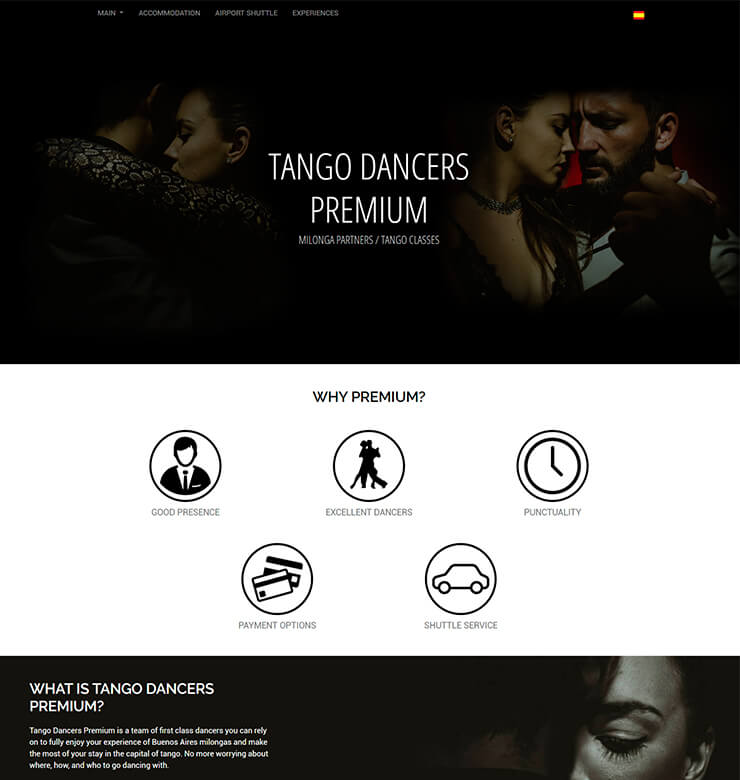 MAIN
ACCOMMODATION
AIRPORT SHUTTLE
EXPERIENCES
TANGO DANCERS
PREMIUM
MILONGA PARTNERS / TANGO CLASSES
WHY PREMIUM?
GOOD PRESENCE
EXCELLENT DANCERS
PUNCTUALITY
PAYMENT OPTIONS
SHUTTLE SERVICE
WHAT IS TANGO DANCERS
PREMIUM?
Tango Dancers Premium is a team of first class dancers you can rely
on to fully enjoy your experience of Buenos Aires milongas and make
the most of your stay in the capital of tango. No more worrying about
where, how, and who to go dancing with.